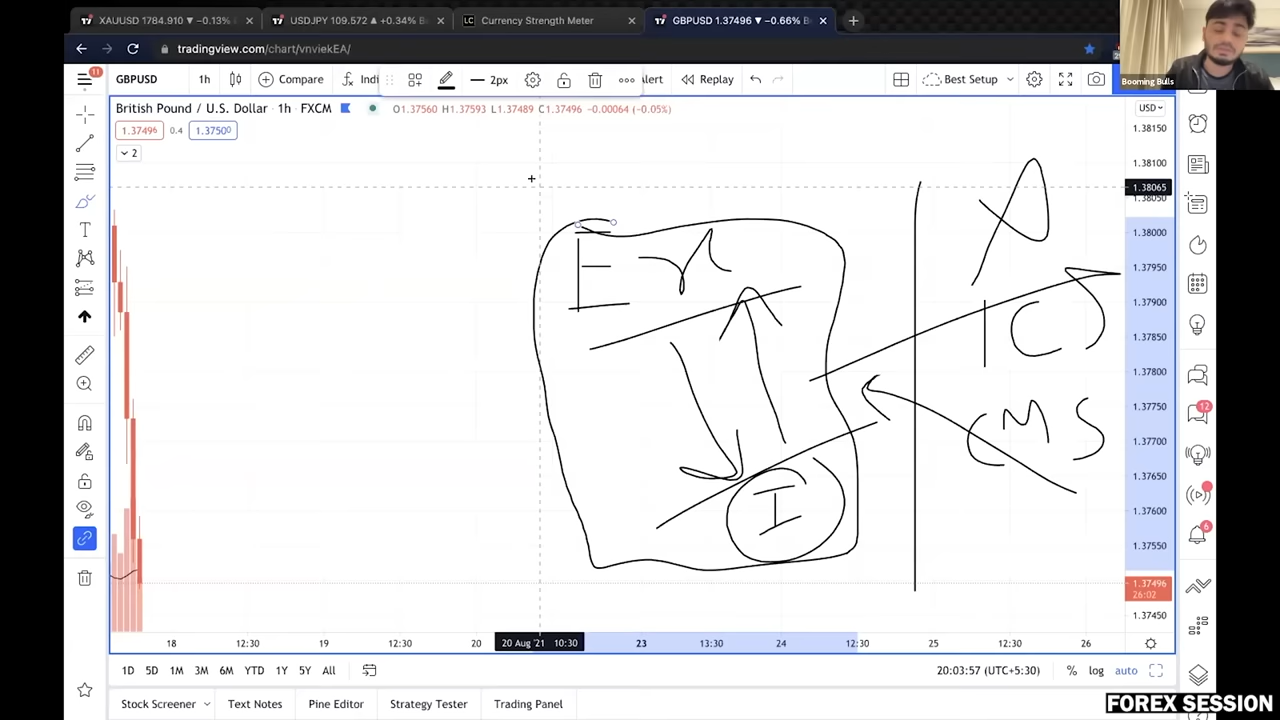 XAUUSD 1784.910 ▼ −0.13% B
USDJPY 109.572 ▲ +0.34% B
LC Currency Strength Meter
GBPUSD 1.37496 ▼ −0.66% B
Booming Bulls
tradingview.com/chart/vnviekEA/
11
GBPUSD
1h
Compare
Indi
2px
lert
Replay
Best Setup
British Pound / U.S. Dollar · 1h · FXCM
O1.37560 H1.37593 L1.37489 C1.37496 −0.00064 (−0.05%)
USD
1.37496
0.4
1.37500
2
1.38150
1.38100
1.38065
1.38050
1.38000
1.37950
1.37900
1.37850
1.37800
1.37750
1.37700
1.37650
1.37600
1.37550
1.37496
26:02
1.37450
E
I
CMS
12
6
18
12:30
19
12:30
20
20 Aug '21 10:30
23
13:30
24
12:30
25
12:30
26
1D 5D 1M 3M 6M YTD 1Y 5Y All
20:03:57 (UTC+5:30)
% log auto
Stock Screener
Text Notes
Pine Editor
Strategy Tester
Trading Panel
FOREX SESSION